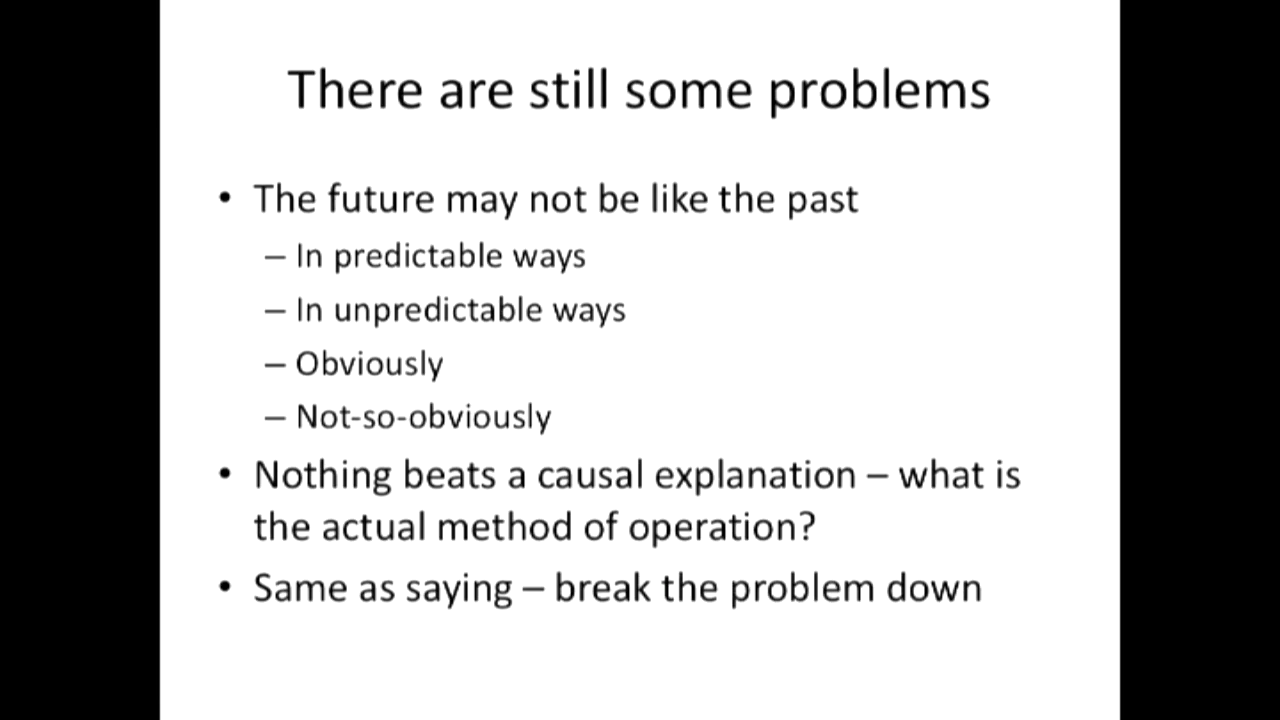 There are still some problems
• The future may not be like the past
– In predictable ways
– In unpredictable ways
– Obviously
– Not-so-obviously
• Nothing beats a causal explanation – what is
the actual method of operation?
• Same as saying – break the problem down